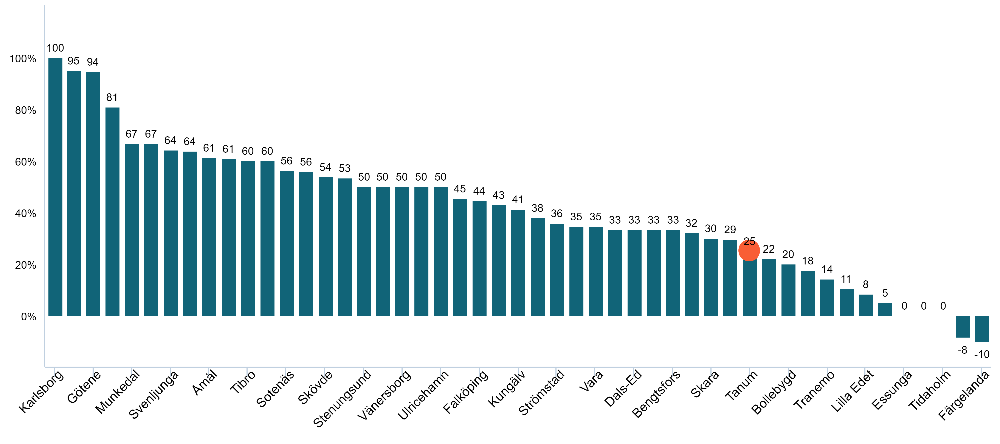 100
95
94
81
67
67
64
64
61
61
60
60
56
56
54
53
50
50
50
50
50
45
44
43
41
38
36
35
35
33
33
33
33
32
30
29
25
22
20
18
14
11
8
5
0
0
0
-8
-10
100%
80%
60%
40%
20%
0%
Karlsborg
Götene
Munkedal
Svenljunga
Åmål
Tibro
Sotenäs
Skövde
Stenungsund
Vänersborg
Ulricehamn
Falköping
Kungälv
Strömstad
Vara
Dals-Ed
Bengtsfors
Skara
Tanum
Bollebygd
Tranemo
Lilla Edet
Essunga
Tidaholm
Färgelanda